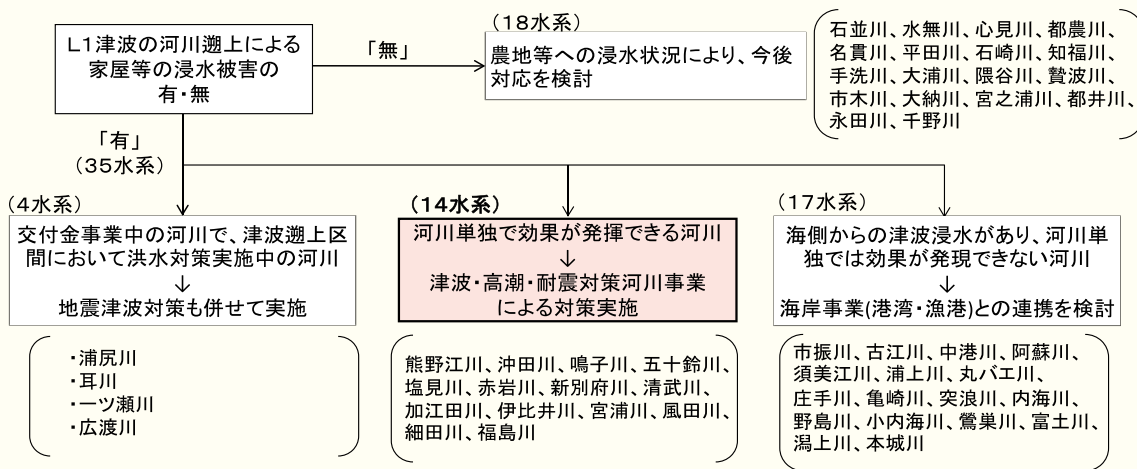 L1津波の河川遡上による
家屋等の浸水被害の
有・無
「無」
(18水系)
農地等への浸水状況により、今後
対応を検討
石並川、水無川、心見川、都農川、
名貫川、平田川、石崎川、知福川、
手洗川、大浦川、隈谷川、贄波川、
市木川、大納川、宮之浦川、都井川、
永田川、千野川
「有」
(35水系)
(4水系)
交付金事業中の河川で、津波遡上区
間において洪水対策実施中の河川
↓
地震津波対策も併せて実施
・浦尻川
・耳川
・一ツ瀬川
・広渡川
(14水系)
河川単独で効果が発揮できる河川
↓
津波・高潮・耐震対策河川事業
による対策実施
熊野江川、沖田川、鳴子川、五十鈴川、
塩見川、赤岩川、新別府川、清武川、
加江田川、伊比井川、宮浦川、風田川、
細田川、福島川
(17水系)
海側からの津波浸水があり、河川単
独では効果が発現できない河川
↓
海岸事業(港湾・漁港)との連携を検討
市振川、古江川、中港川、阿蘇川、
須美江川、浦上川、丸バエ川、
庄手川、亀崎川、突浪川、内海川、
野島川、小内海川、鶯巣川、富土川、
潟上川、本城川